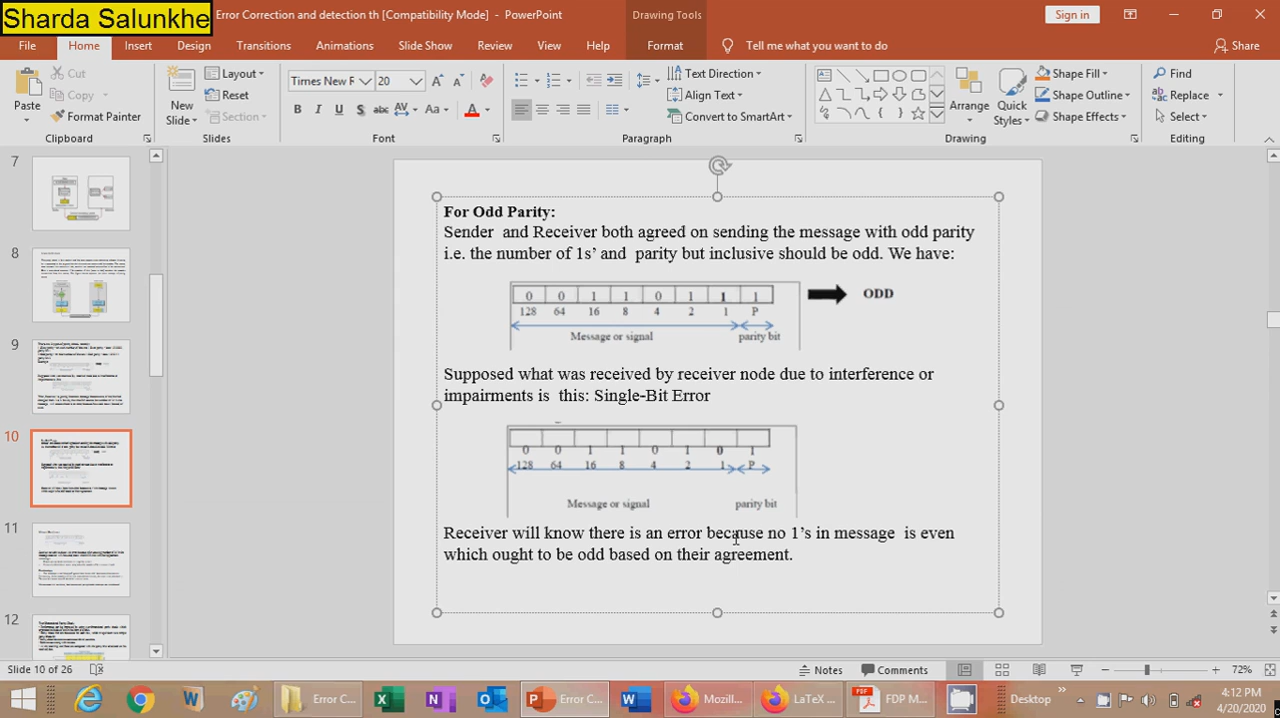 Sharda Salunkhe
Error Correction and detection th [Compatibility Mode] - PowerPoint
Drawing Tools
Sign in
File Home Insert Design Transitions Animations Slide Show Review View Help Format Tell me what you want to do Share
Paste
Cut
Copy
Format Painter
Clipboard
New
Slide
Layout
Reset
Section
Slides
Times New F 20
B I U S abc AV Aa A
Font
Text Direction
Align Text
Convert to SmartArt
Paragraph
Arrange
Quick
Styles
Shape Fill
Shape Outline
Shape Effects
Drawing
Find
Replace
Select
Editing
7
8
9
10
11
12
For Odd Parity:
Sender and Receiver both agreed on sending the message with odd parity
i.e. the number of 1s’ and parity but inclusive should be odd. We have:
0 0 1 1 0 1 1 1
128 64 16 8 4 2 1 P
Message or signal parity bit
ODD
Supposed what was received by receiver node due to interference or
impairments is this: Single-Bit Error
0 0 1 1 0 1 0 1
128 64 16 8 4 2 1 P
Message or signal parity bit
Receiver will know there is an error because no 1’s in message is even
which ought to be odd based on their agreement.
Slide 10 of 26
Notes
Comments
72%
Error C...
Error C...
Mozil...
LaTeX ...
FDP M...
Desktop
4:12 PM
4/20/2020